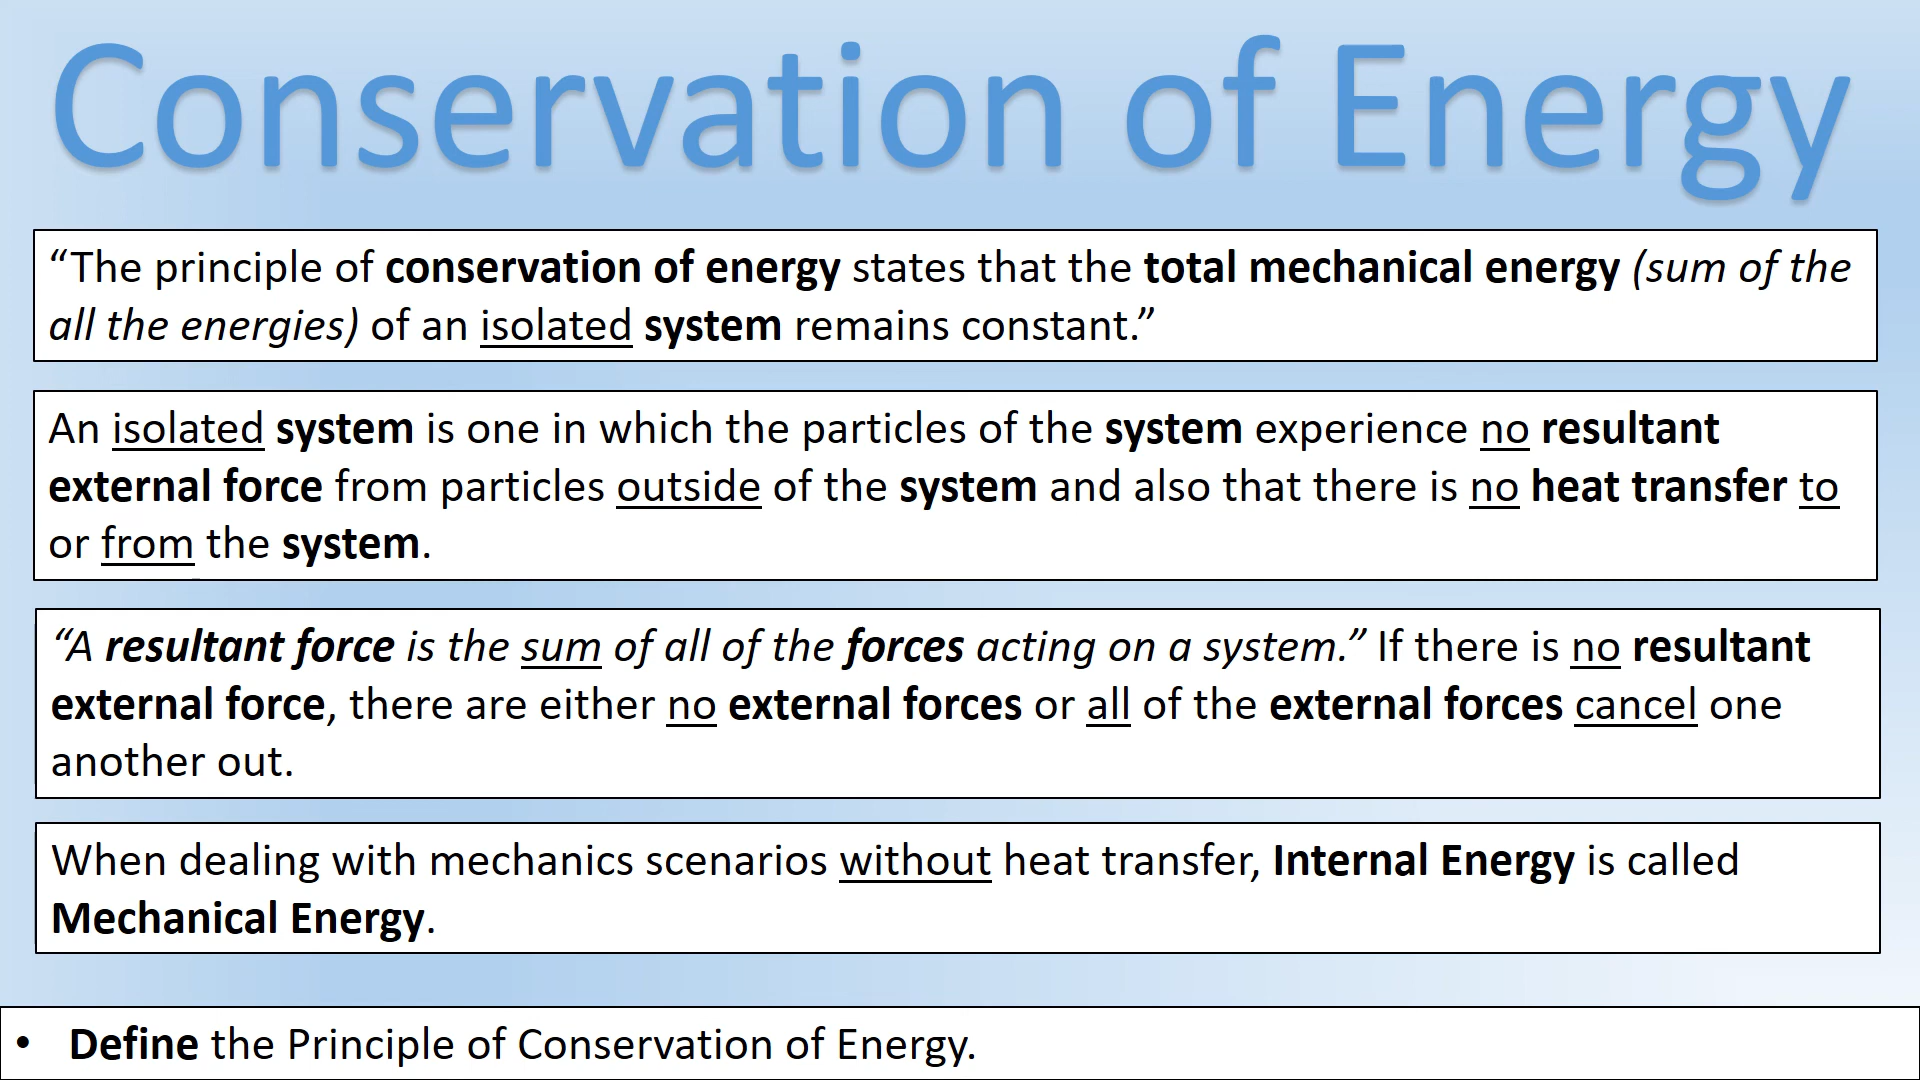 Conservation of Energy
“The principle of conservation of energy states that the total mechanical energy (sum of the
all the energies) of an isolated system remains constant.”
An isolated system is one in which the particles of the system experience no resultant
external force from particles outside of the system and also that there is no heat transfer to
or from the system.
“A resultant force is the sum of all of the forces acting on a system.” If there is no resultant
external force, there are either no external forces or all of the external forces cancel one
another out.
When dealing with mechanics scenarios without heat transfer, Internal Energy is called
Mechanical Energy.
• Define the Principle of Conservation of Energy.